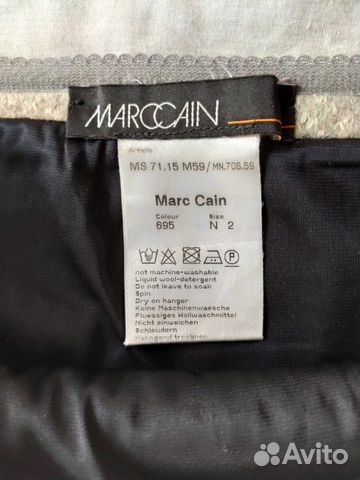 MARCCAIN
Article
MS 71.15 M59/MN.706.59
Marc Cain
Colour Size
695 N 2
P
not machine-washable
Liquid wool-detergent
Do not leave to soak
Spin
Dry on hanger
Keine Maschinenwaesche
Fluessiges Wollwaschmittel
Nicht einweichen
Schleudern
Haengend trocknen
Avito